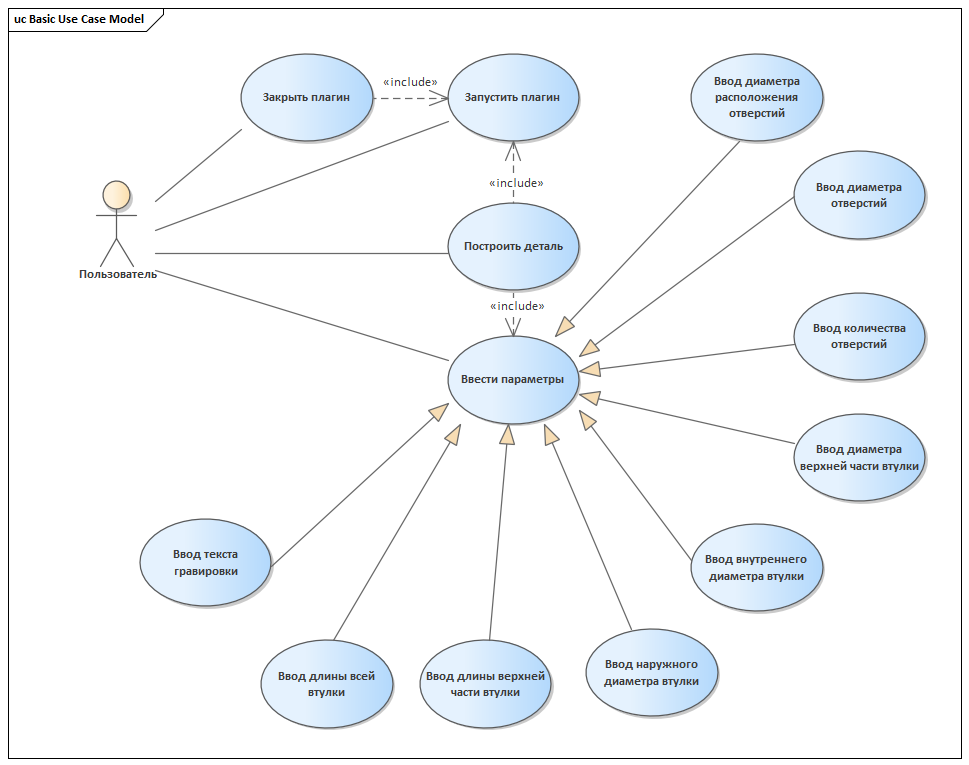 uc Basic Use Case Model
Закрыть плагин
«include»
Запустить плагин
Ввод диаметра
расположения
отверстий
«include»
Ввод диаметра
отверстий
Построить деталь
Пользователь
«include»
Ввод количества
отверстий
Ввести параметры
Ввод диаметра
верхней части втулки
Ввод текста
гравировки
Ввод внутреннего
диаметра втулки
Ввод длины всей
втулки
Ввод длины верхней
части втулки
Ввод наружного
диаметра втулки